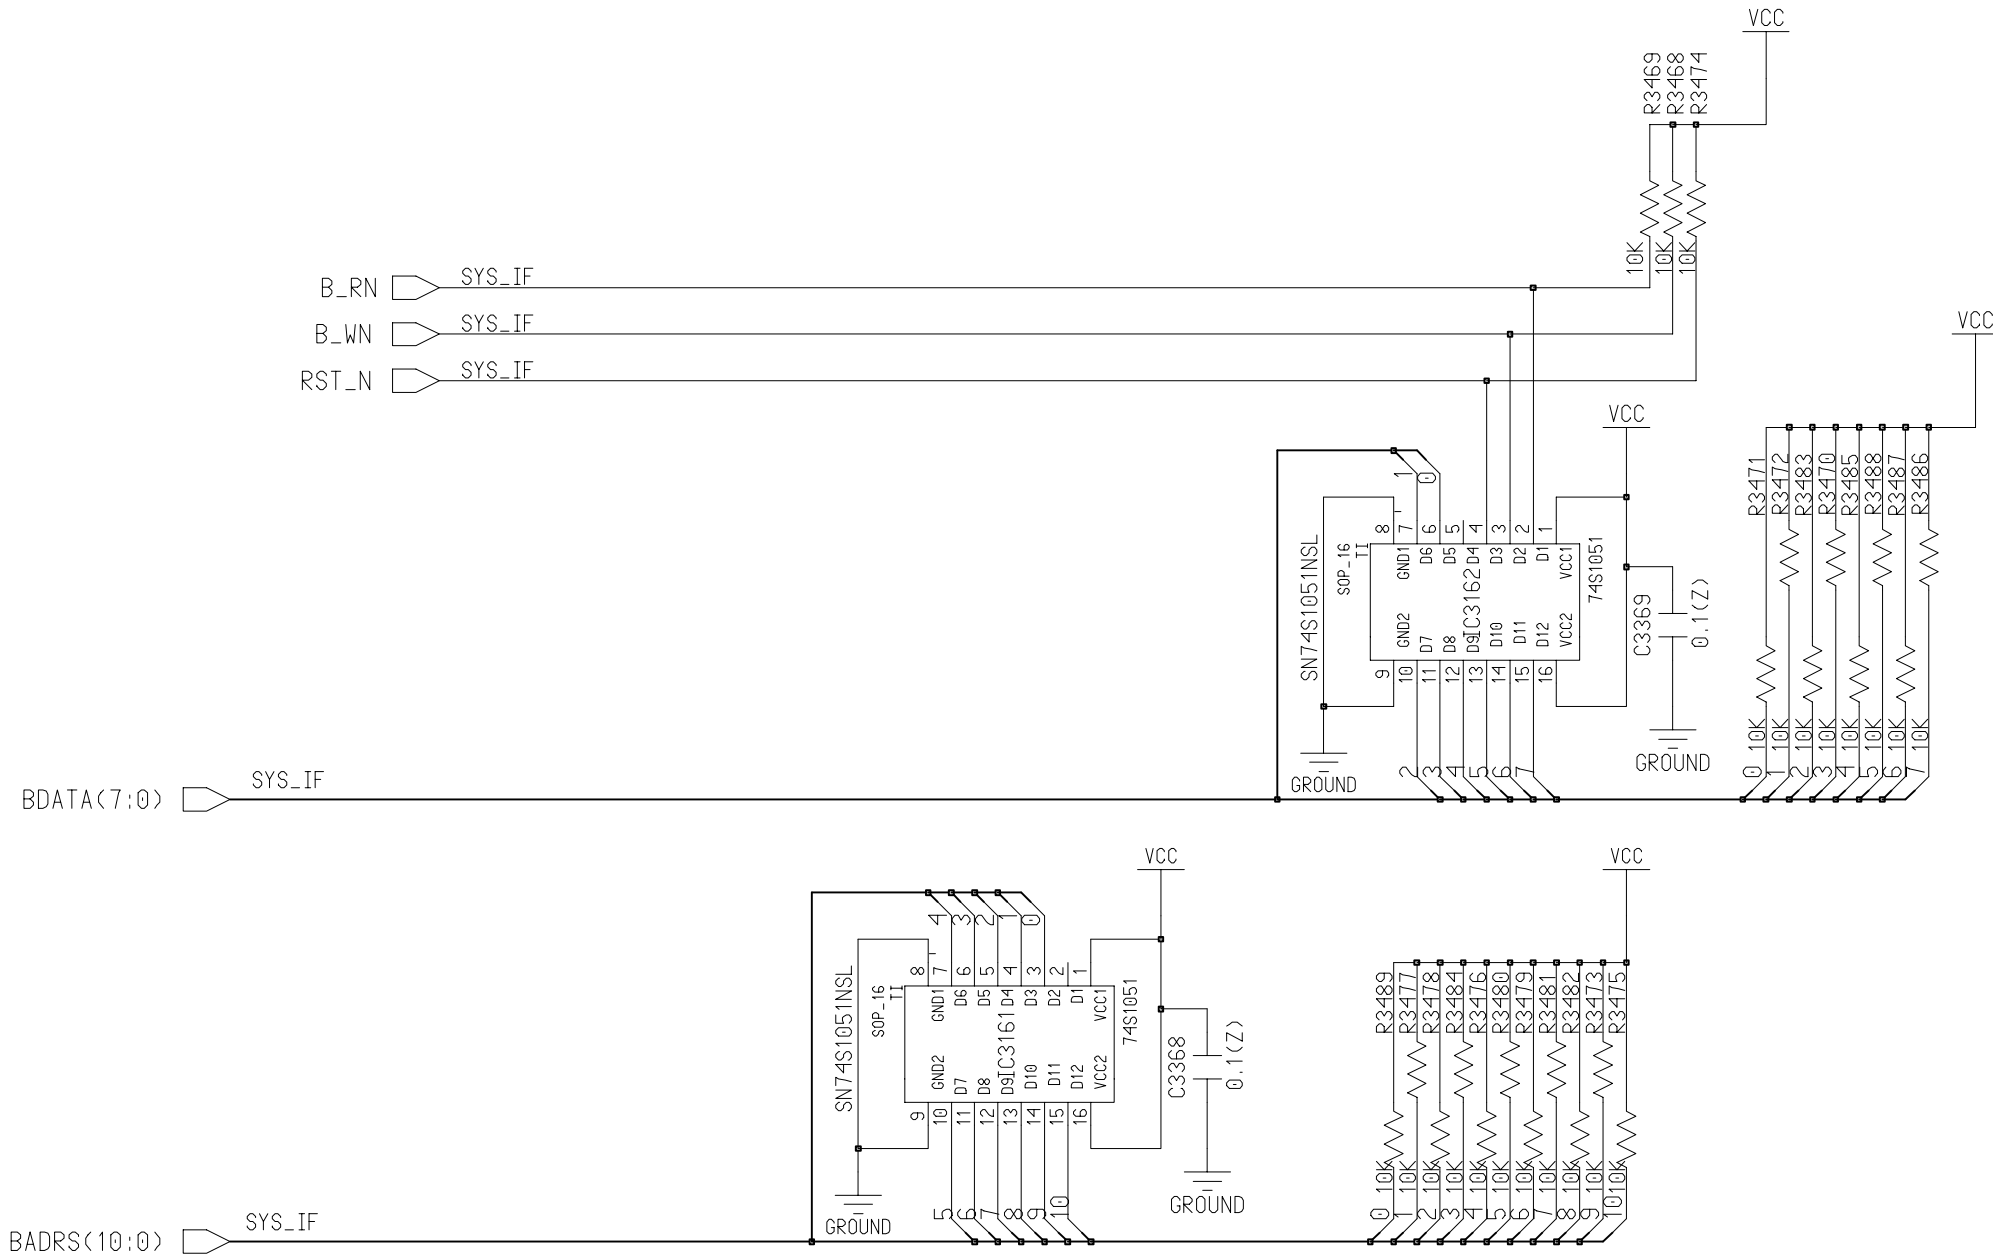 VCC
R3469
R3468
R3474
10K
10K
10K
B_RN
SYS_IF
B_WN
SYS_IF
RST_N
SYS_IF
VCC
VCC
R3471
R3472
R3483
R3470
R3485
R3488
R3487
R3486
1
0
8
7
6
5
4
3
2
1
SN74S1051NSL
SOP_16
TI
GND1
D6
D5
D4
D3
D2
D1
VCC1
IC3162
74S1051
GND2
D7
D8
D9
D10
D11
D12
VCC2
9
10
11
12
13
14
15
16
C3369
0.1(Z)
GROUND
GROUND
10K
10K
10K
10K
10K
10K
10K
10K
2
3
4
5
6
7
0
1
2
3
4
5
6
7
BDATA(7:0)
SYS_IF
VCC
VCC
4
3
2
1
0
8
7
6
5
4
3
2
1
SN74S1051NSL
SOP_16
TI
GND1
D6
D5
D4
D3
D2
D1
VCC1
IC3161
74S1051
GND2
D7
D8
D9
D10
D11
D12
VCC2
9
10
11
12
13
14
15
16
C3368
0.1(Z)
GROUND
GROUND
R3489
R3477
R3478
R3484
R3476
R3480
R3479
R3481
R3482
R3473
R3475
10K
10K
10K
10K
10K
10K
10K
10K
10K
10K
10K
5
6
7
8
9
10
0
1
2
3
4
5
6
7
8
9
10
BADRS(10:0)
SYS_IF